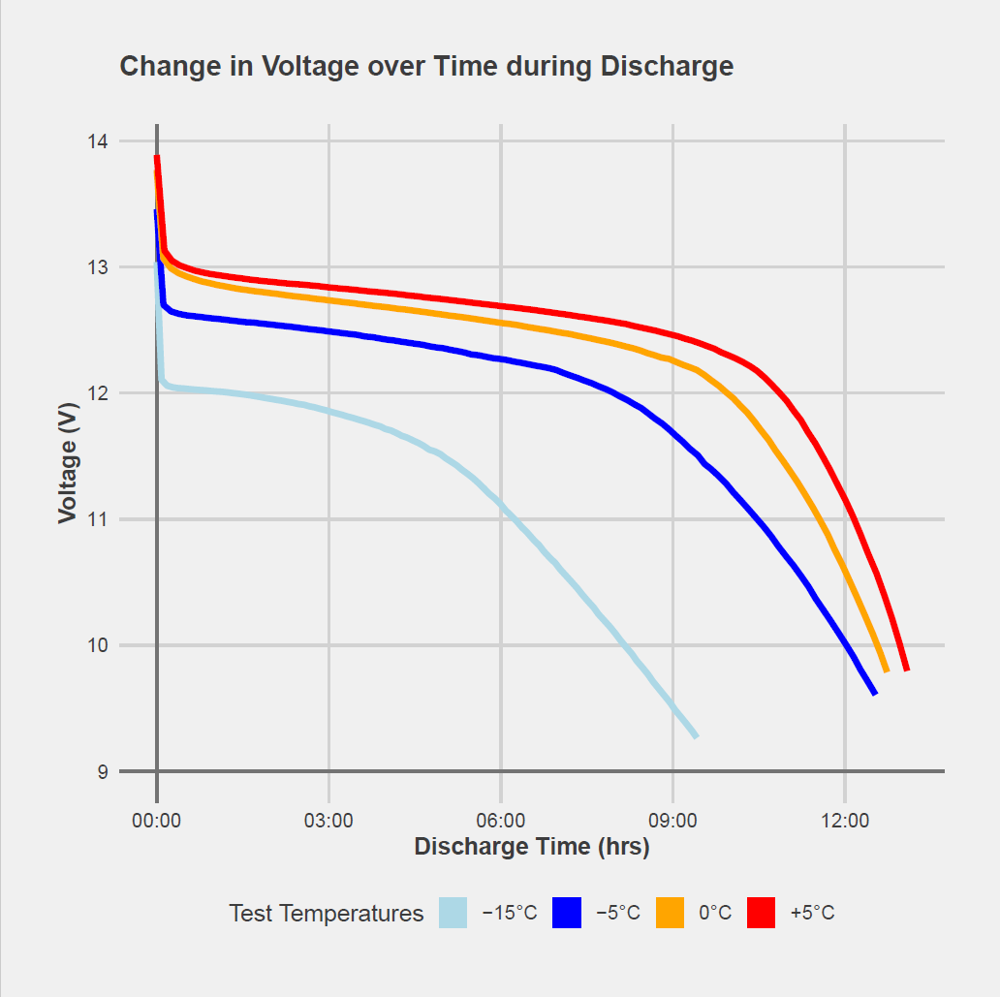 Change in Voltage over Time during Discharge
14
13
12
11
10
9
Voltage (V)
00:00 03:00 06:00 09:00 12:00
Discharge Time (hrs)
Test Temperatures −15°C −5°C 0°C +5°C